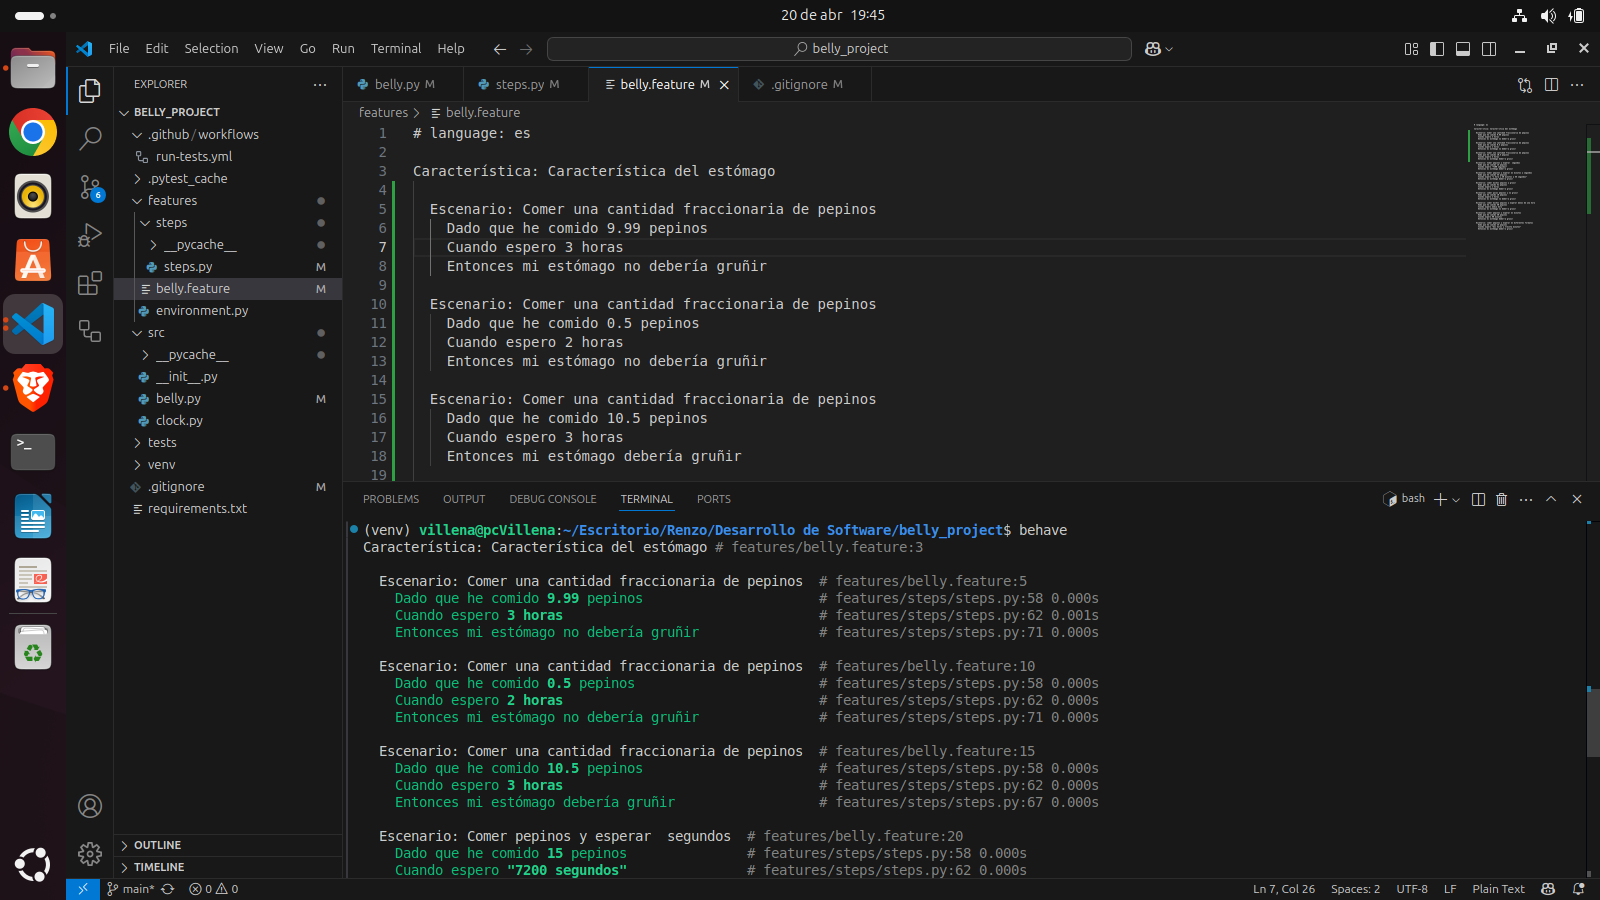 20 de abr 19:45
File Edit Selection View Go Run Terminal Help
belly_project
EXPLORER
BELLY_PROJECT
.github/workflows
run-tests.yml
.pytest_cache
features
steps
__pycache__
steps.py M
belly.feature M
environment.py
src
__pycache__
__init__.py
belly.py M
clock.py
tests
venv
.gitignore M
requirements.txt
OUTLINE
TIMELINE
6
belly.py M steps.py M belly.feature M .gitignore M
features > belly.feature
1 # language: es
2
3 Característica: Característica del estómago
4
5 Escenario: Comer una cantidad fraccionaria de pepinos
6 Dado que he comido 9.99 pepinos
7 Cuando espero 3 horas
8 Entonces mi estómago no debería gruñir
9
10 Escenario: Comer una cantidad fraccionaria de pepinos
11 Dado que he comido 0.5 pepinos
12 Cuando espero 2 horas
13 Entonces mi estómago no debería gruñir
14
15 Escenario: Comer una cantidad fraccionaria de pepinos
16 Dado que he comido 10.5 pepinos
17 Cuando espero 3 horas
18 Entonces mi estómago debería gruñir
19
PROBLEMS OUTPUT DEBUG CONSOLE TERMINAL PORTS
bash
(venv) villena@pcVillena:~/Escritorio/Renzo/Desarrollo de Software/belly_project$ behave
Característica: Característica del estómago # features/belly.feature:3
Escenario: Comer una cantidad fraccionaria de pepinos # features/belly.feature:5
Dado que he comido 9.99 pepinos # features/steps/steps.py:58 0.000s
Cuando espero 3 horas # features/steps/steps.py:62 0.001s
Entonces mi estómago no debería gruñir # features/steps/steps.py:71 0.000s
Escenario: Comer una cantidad fraccionaria de pepinos # features/belly.feature:10
Dado que he comido 0.5 pepinos # features/steps/steps.py:58 0.000s
Cuando espero 2 horas # features/steps/steps.py:62 0.000s
Entonces mi estómago no debería gruñir # features/steps/steps.py:71 0.000s
Escenario: Comer una cantidad fraccionaria de pepinos # features/belly.feature:15
Dado que he comido 10.5 pepinos # features/steps/steps.py:58 0.000s
Cuando espero 3 horas # features/steps/steps.py:62 0.000s
Entonces mi estómago debería gruñir # features/steps/steps.py:67 0.000s
Escenario: Comer pepinos y esperar  segundos # features/belly.feature:20
Dado que he comido 15 pepinos # features/steps/steps.py:58 0.000s
Cuando espero "7200 segundos" # features/steps/steps.py:62 0.000s
main* 0 0
Ln 7, Col 26 Spaces: 2 UTF-8 LF Plain Text